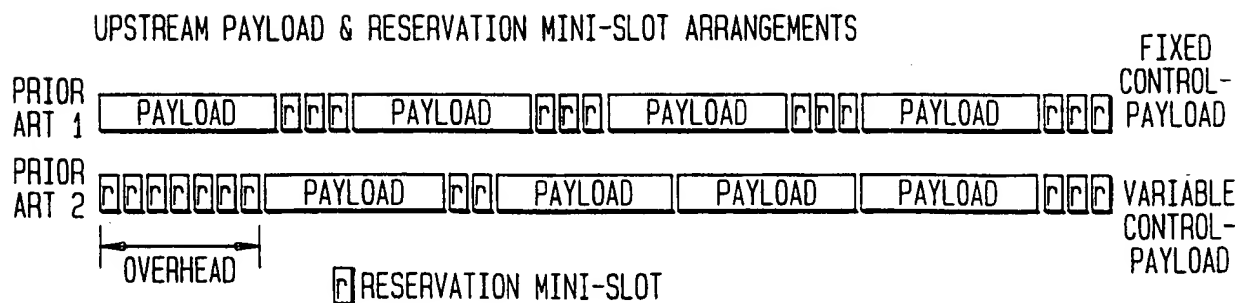 UPSTREAM PAYLOAD & RESERVATION MINI-SLOT ARRANGEMENTS
PRIOR ART 1
PAYLOAD r r r PAYLOAD r r r PAYLOAD r r r PAYLOAD r r r
FIXED
CONTROL-
PAYLOAD
PRIOR ART 2
r r r r r r r PAYLOAD r r PAYLOAD PAYLOAD PAYLOAD r r r
VARIABLE
CONTROL-
PAYLOAD
OVERHEAD
r RESERVATION MINI-SLOT